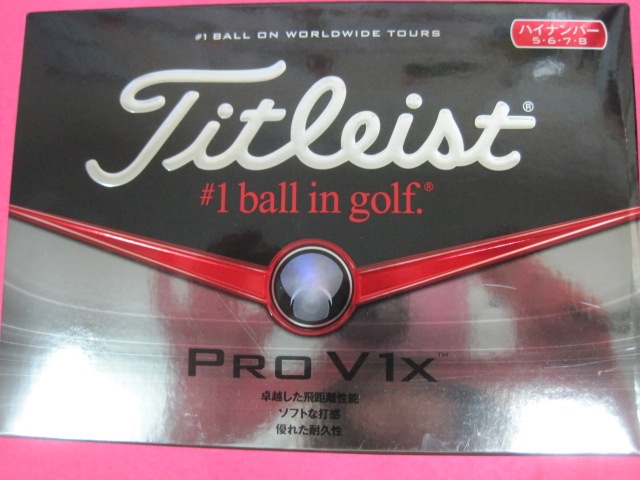 #1 BALL ON WORLDWIDE TOURS
ハイナンバー
5・6・7・8
Titleist®
#1 ball in golf.®
PRO V1x™
卓越した飛距離性能
ソフトな打感
優れた耐久性